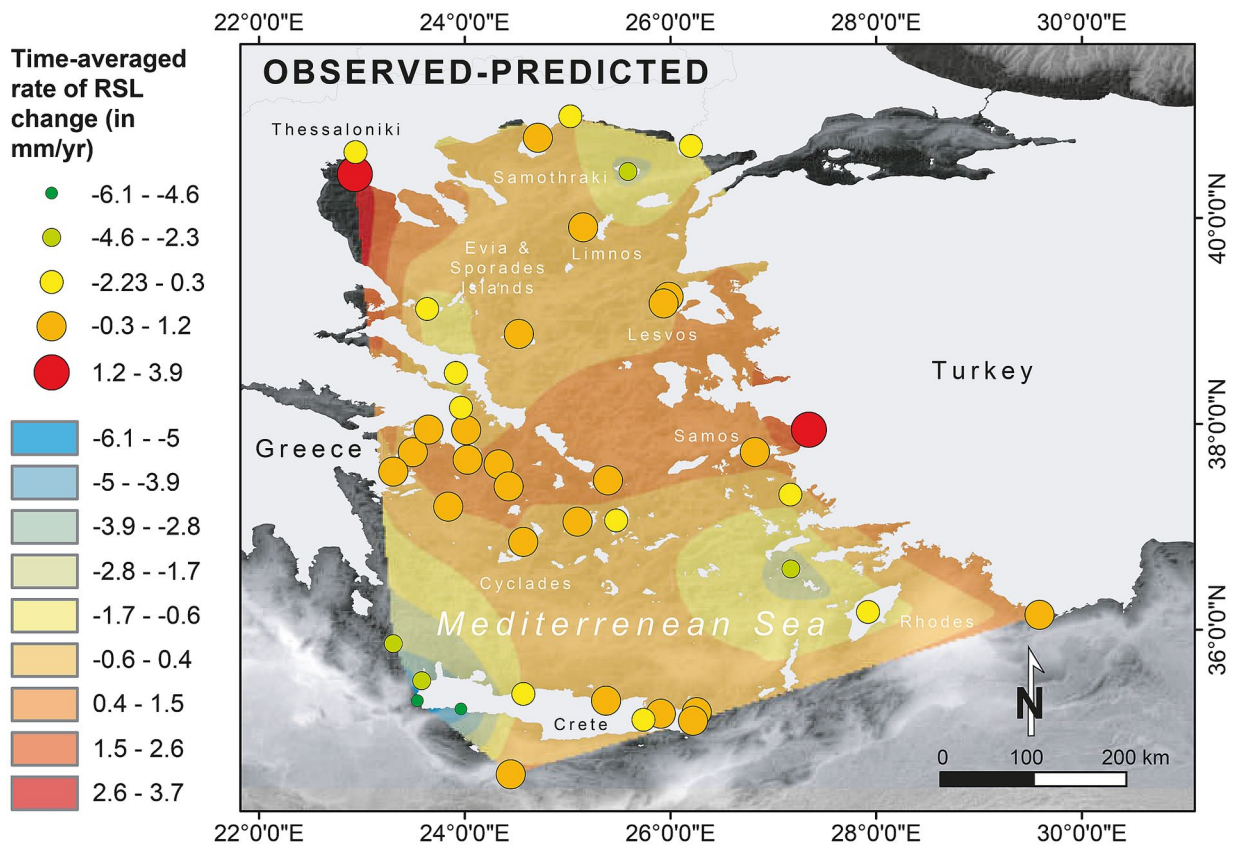 22°0'0"E 24°0'0"E 26°0'0"E 28°0'0"E 30°0'0"E
Time-averaged
rate of RSL
change (in
mm/yr)
-6.1 - -4.6
-4.6 - -2.3
-2.23 - 0.3
-0.3 - 1.2
1.2 - 3.9
-6.1 - -5
-5 - -3.9
-3.9 - -2.8
-2.8 - -1.7
-1.7 - -0.6
-0.6 - 0.4
0.4 - 1.5
1.5 - 2.6
2.6 - 3.7
OBSERVED-PREDICTED
Thessaloniki
Samothraki
Limnos
Evia &
Sporades
Islands
Lesvos
Turkey
Samos
Greece
Cyclades
Mediterrenean Sea
Rhodes
Crete
N
0 100 200 km
40°0'0"N
38°0'0"N
36°0'0"N
22°0'0"E 24°0'0"E 26°0'0"E 28°0'0"E 30°0'0"E